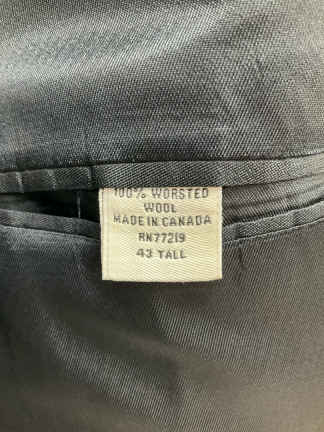 100% WORSTED
WOOL
MADE IN CANADA
RN77219
43 TALL